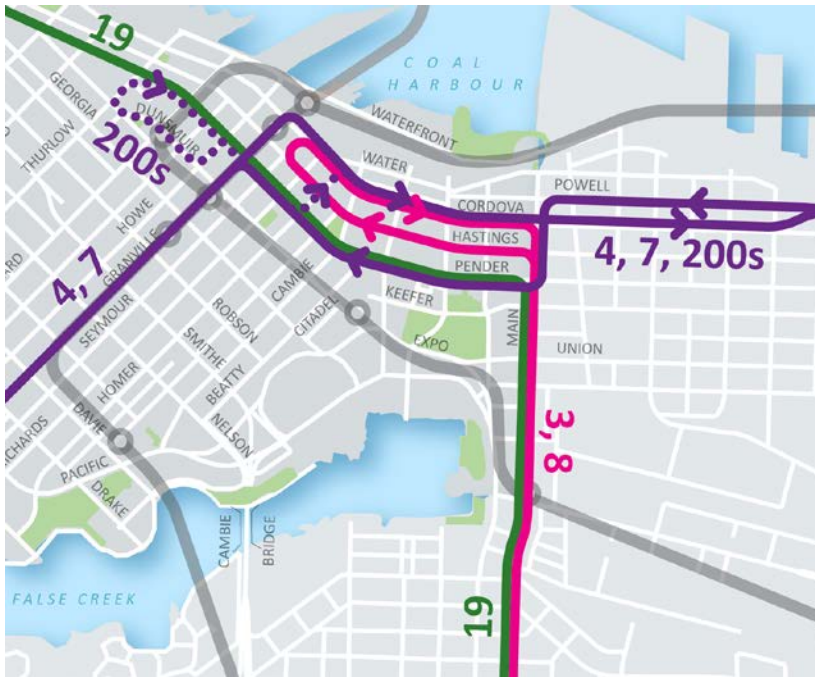 19
COAL
HARBOUR
GEORGIA
DUNSMUIR
THURLOW
200s
WATERFRONT
WATER
POWELL
CORDOVA
HASTINGS
4, 7, 200s
PENDER
HOWE
GRANVILLE
4, 7
SEYMOUR
CAMBIE
KEEFER
CITADEL
ROBSON
SMITHE
BEATTY
EXPO
MAIN
UNION
HOMER
NELSON
3, 8
RICHARDS
DAVIE
PACIFIC
DRAKE
CAMBIE
BRIDGE
FALSE CREEK
19